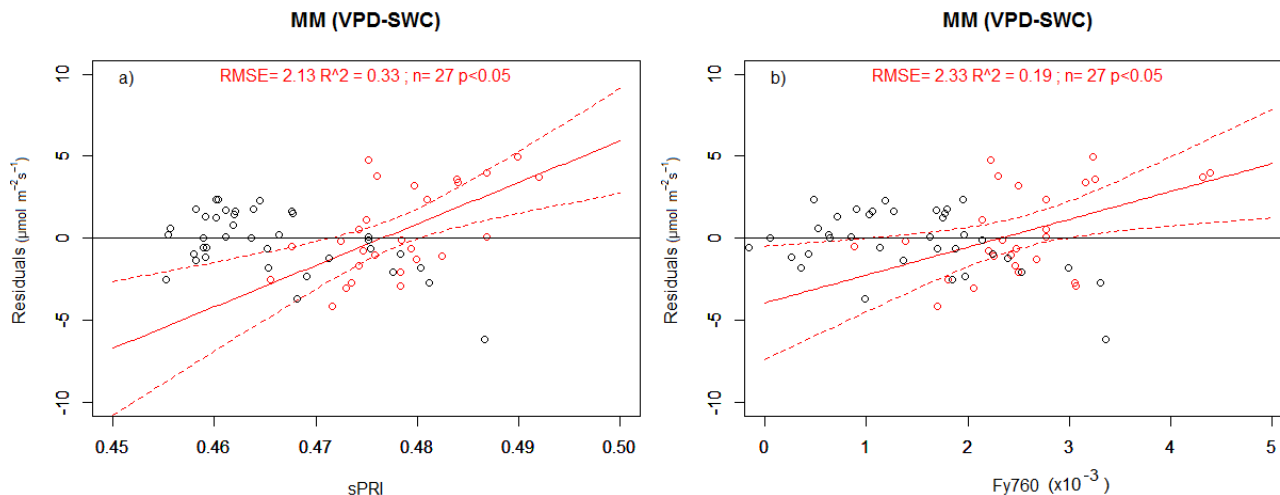 MM (VPD-SWC)
a)
RMSE= 2.13 R^2 = 0.33 ; n= 27 p<0.05
Residuals (μmol m⁻²s⁻¹)
10
5
0
-5
-10
0.45 0.46 0.47 0.48 0.49 0.50
sPRI
MM (VPD-SWC)
b)
RMSE= 2.33 R^2 = 0.19 ; n= 27 p<0.05
Residuals (μmol m⁻²s⁻¹)
10
5
0
-5
-10
0 1 2 3 4 5
Fy760 (x10⁻³)